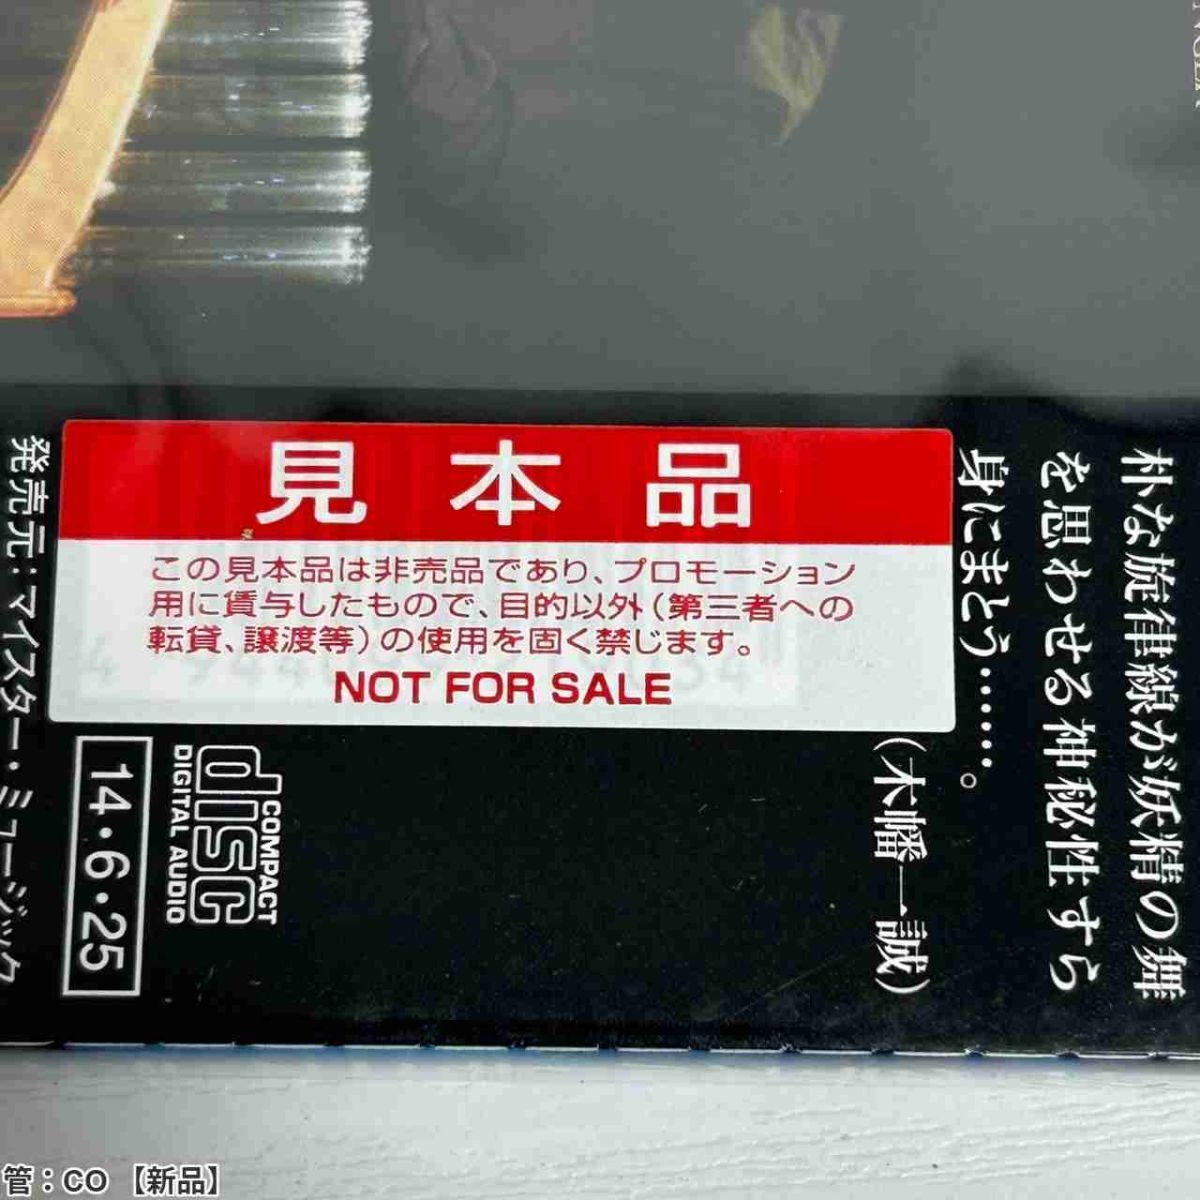 見本品
この見本品は非売品であり、プロモーション
用に賃与したもので、目的以外（第三者への
転貸、譲渡等）の使用を固く禁じます。
NOT FOR SALE
朴な旋律線が妖精の舞
を思わせる神秘性すら
身にまとう……。
（木幡一誠）
COMPACT
disc
DIGITAL AUDIO
14・6・25
発売元：マイスター・ミュージック
管：CO 【新品】